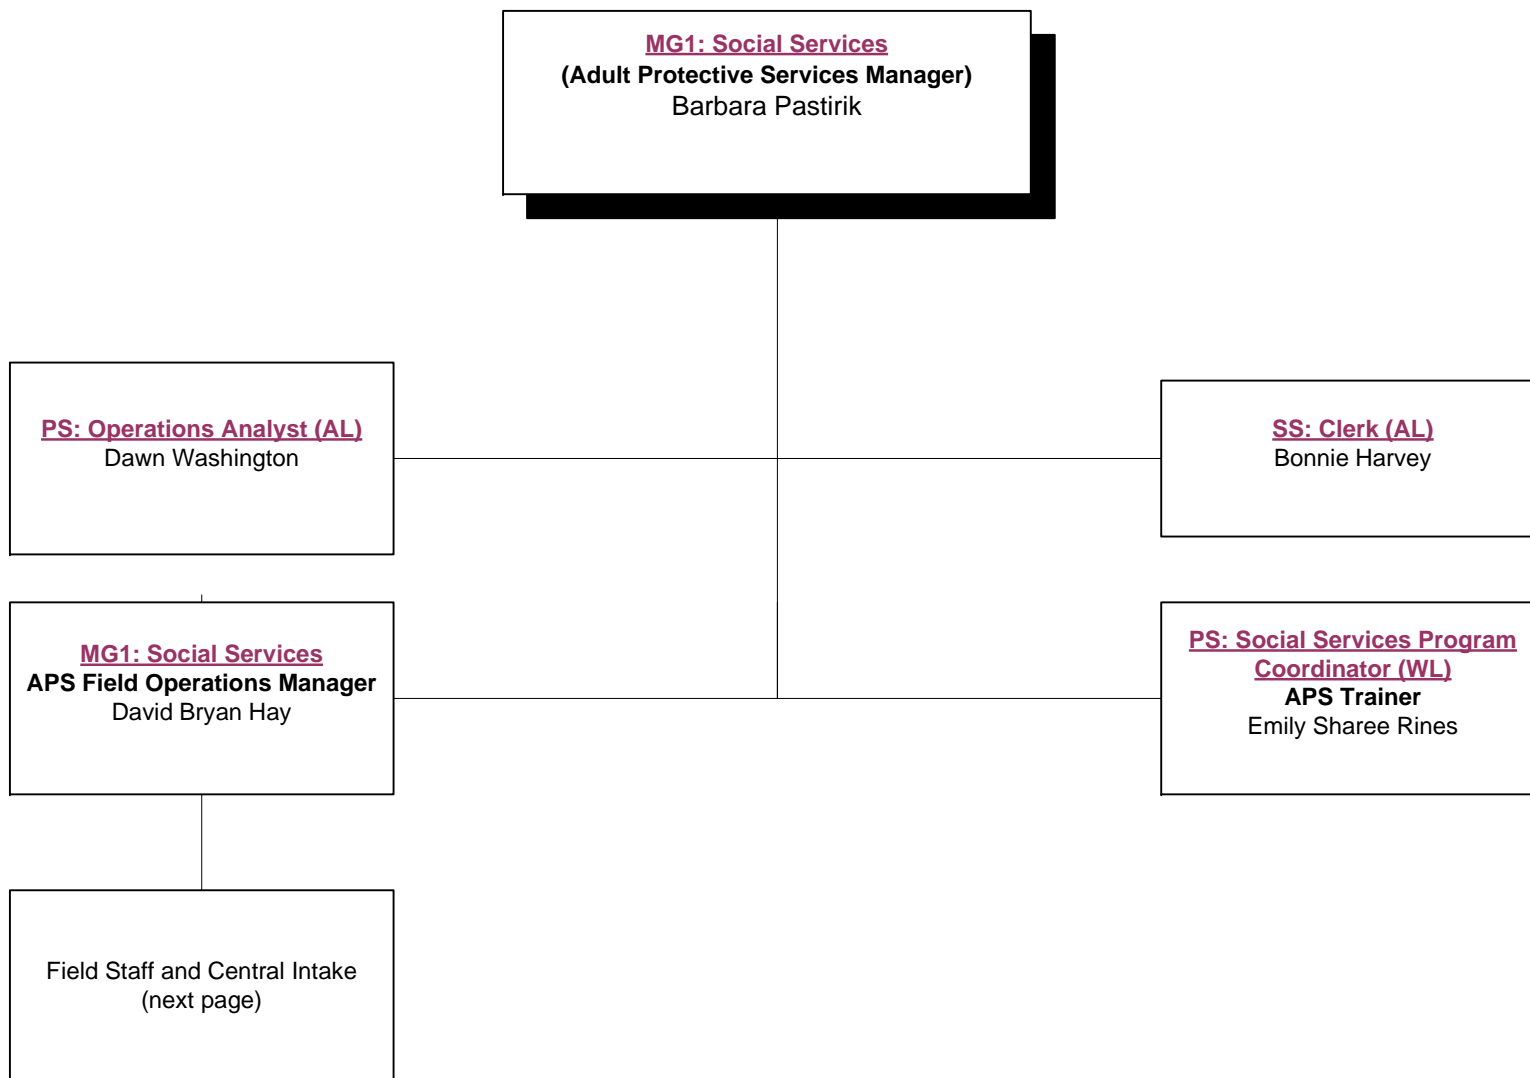 MG1: Social Services
(Adult Protective Services Manager)
Barbara Pastirik
PS: Operations Analyst (AL)
Dawn Washington
SS: Clerk (AL)
Bonnie Harvey
MG1: Social Services
APS Field Operations Manager
David Bryan Hay
PS: Social Services Program
Coordinator (WL)
APS Trainer
Emily Sharee Rines
Field Staff and Central Intake
(next page)